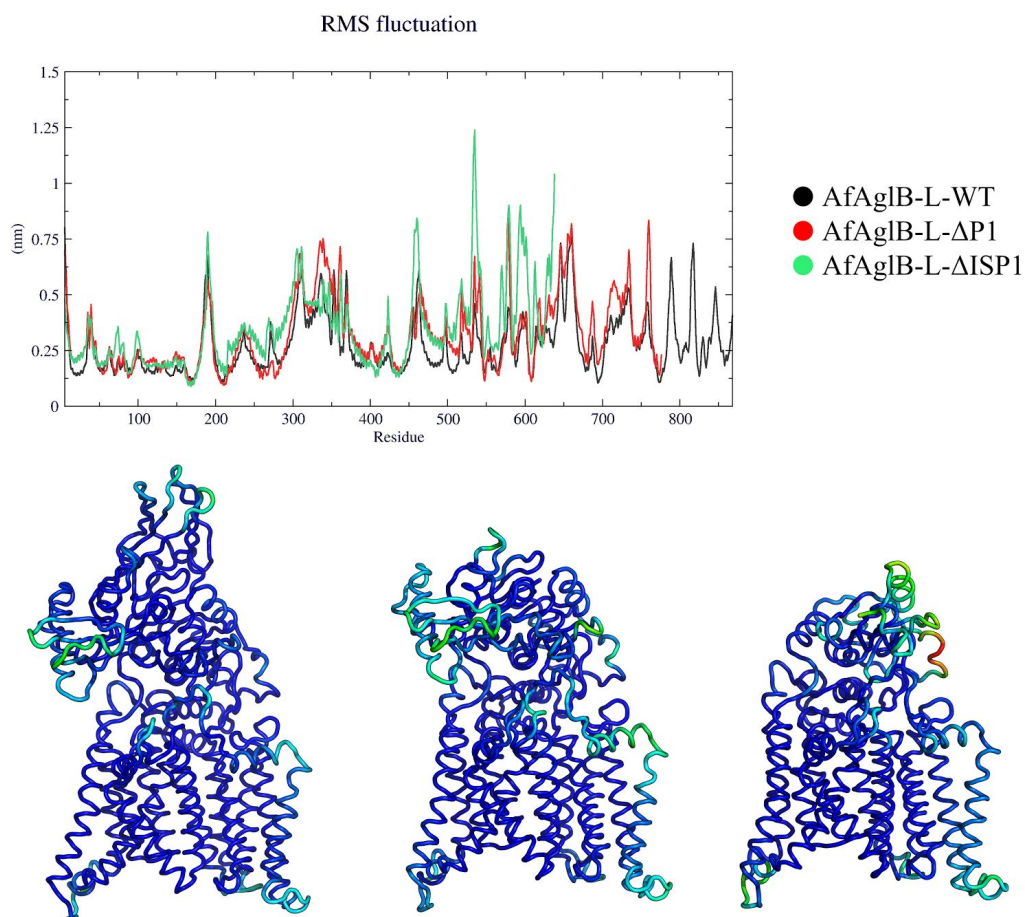 RMS fluctuation
1.5
1.25
1
0.75
0.5
0.25
0
(nm)
100 200 300 400 500 600 700 800
Residue
AfAglB-L-WT
AfAglB-L-ΔP1
AfAglB-L-ΔISP1